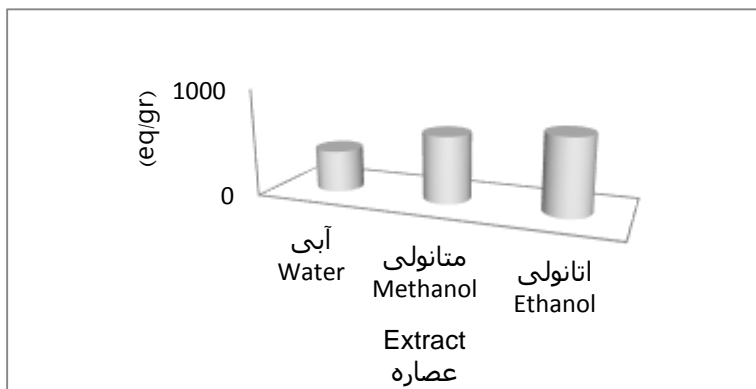 (eq/gr)
1000
0
آبی
Water
متانولی
Methanol
اتانولی
Ethanol
Extract
عصاره